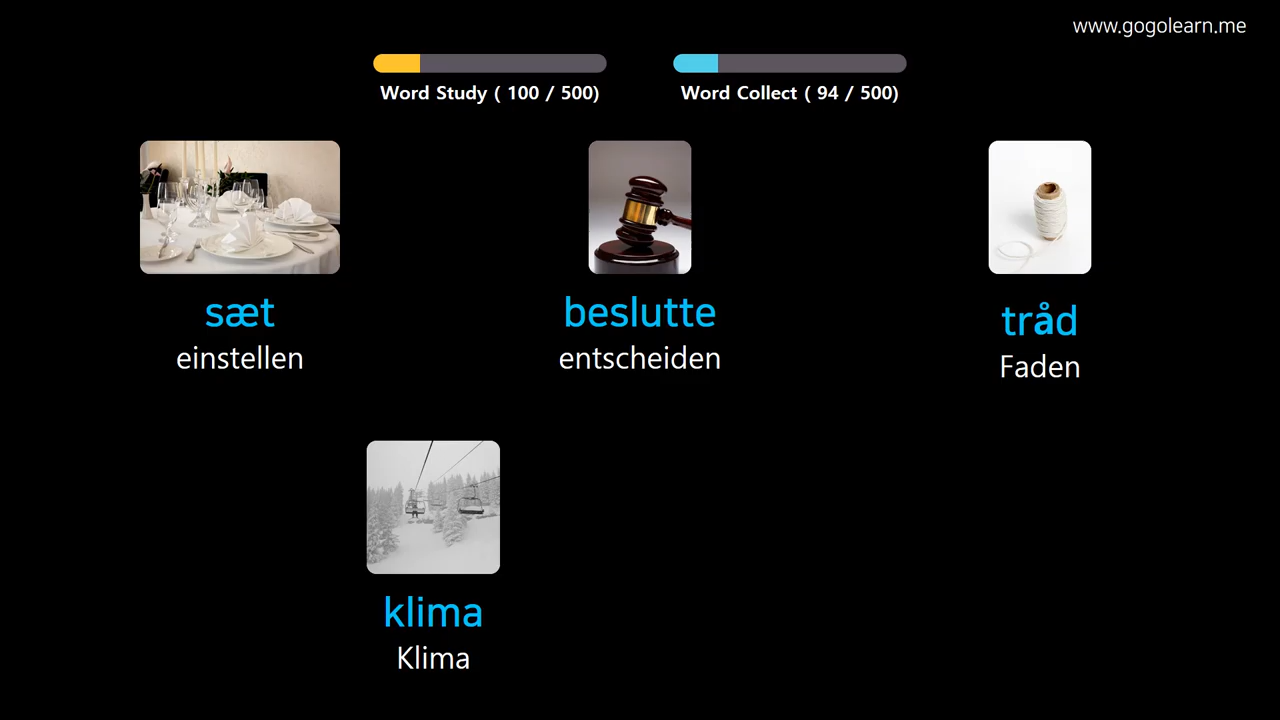 www.gogolearn.me
Word Study ( 100 / 500)
Word Collect ( 94 / 500)
sæt
einstellen
beslutte
entscheiden
tråd
Faden
klima
Klima